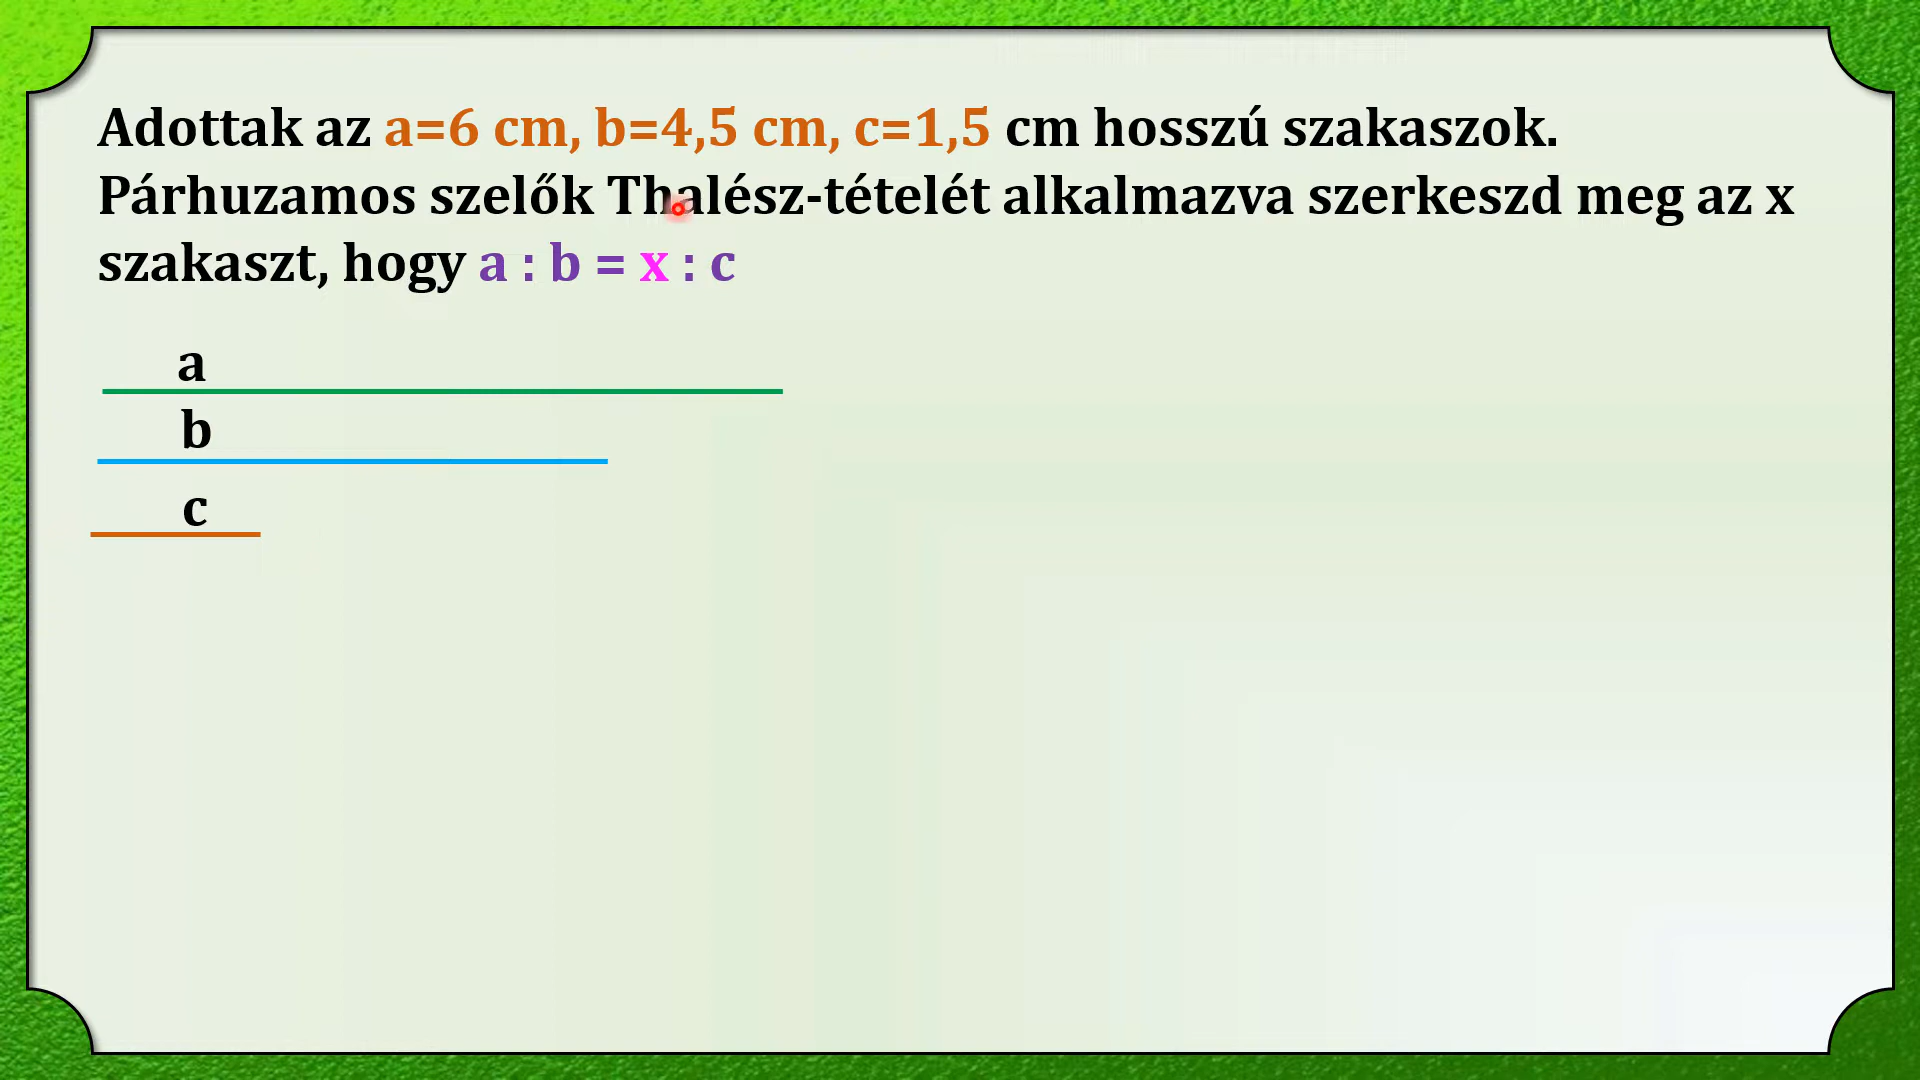 Adottak az a=6 cm, b=4,5 cm, c=1,5 cm hosszú szakaszok.
Párhuzamos szelők Thalész-tételét alkalmazva szerkeszd meg az x
szakaszt, hogy a : b = x : c
a
b
c